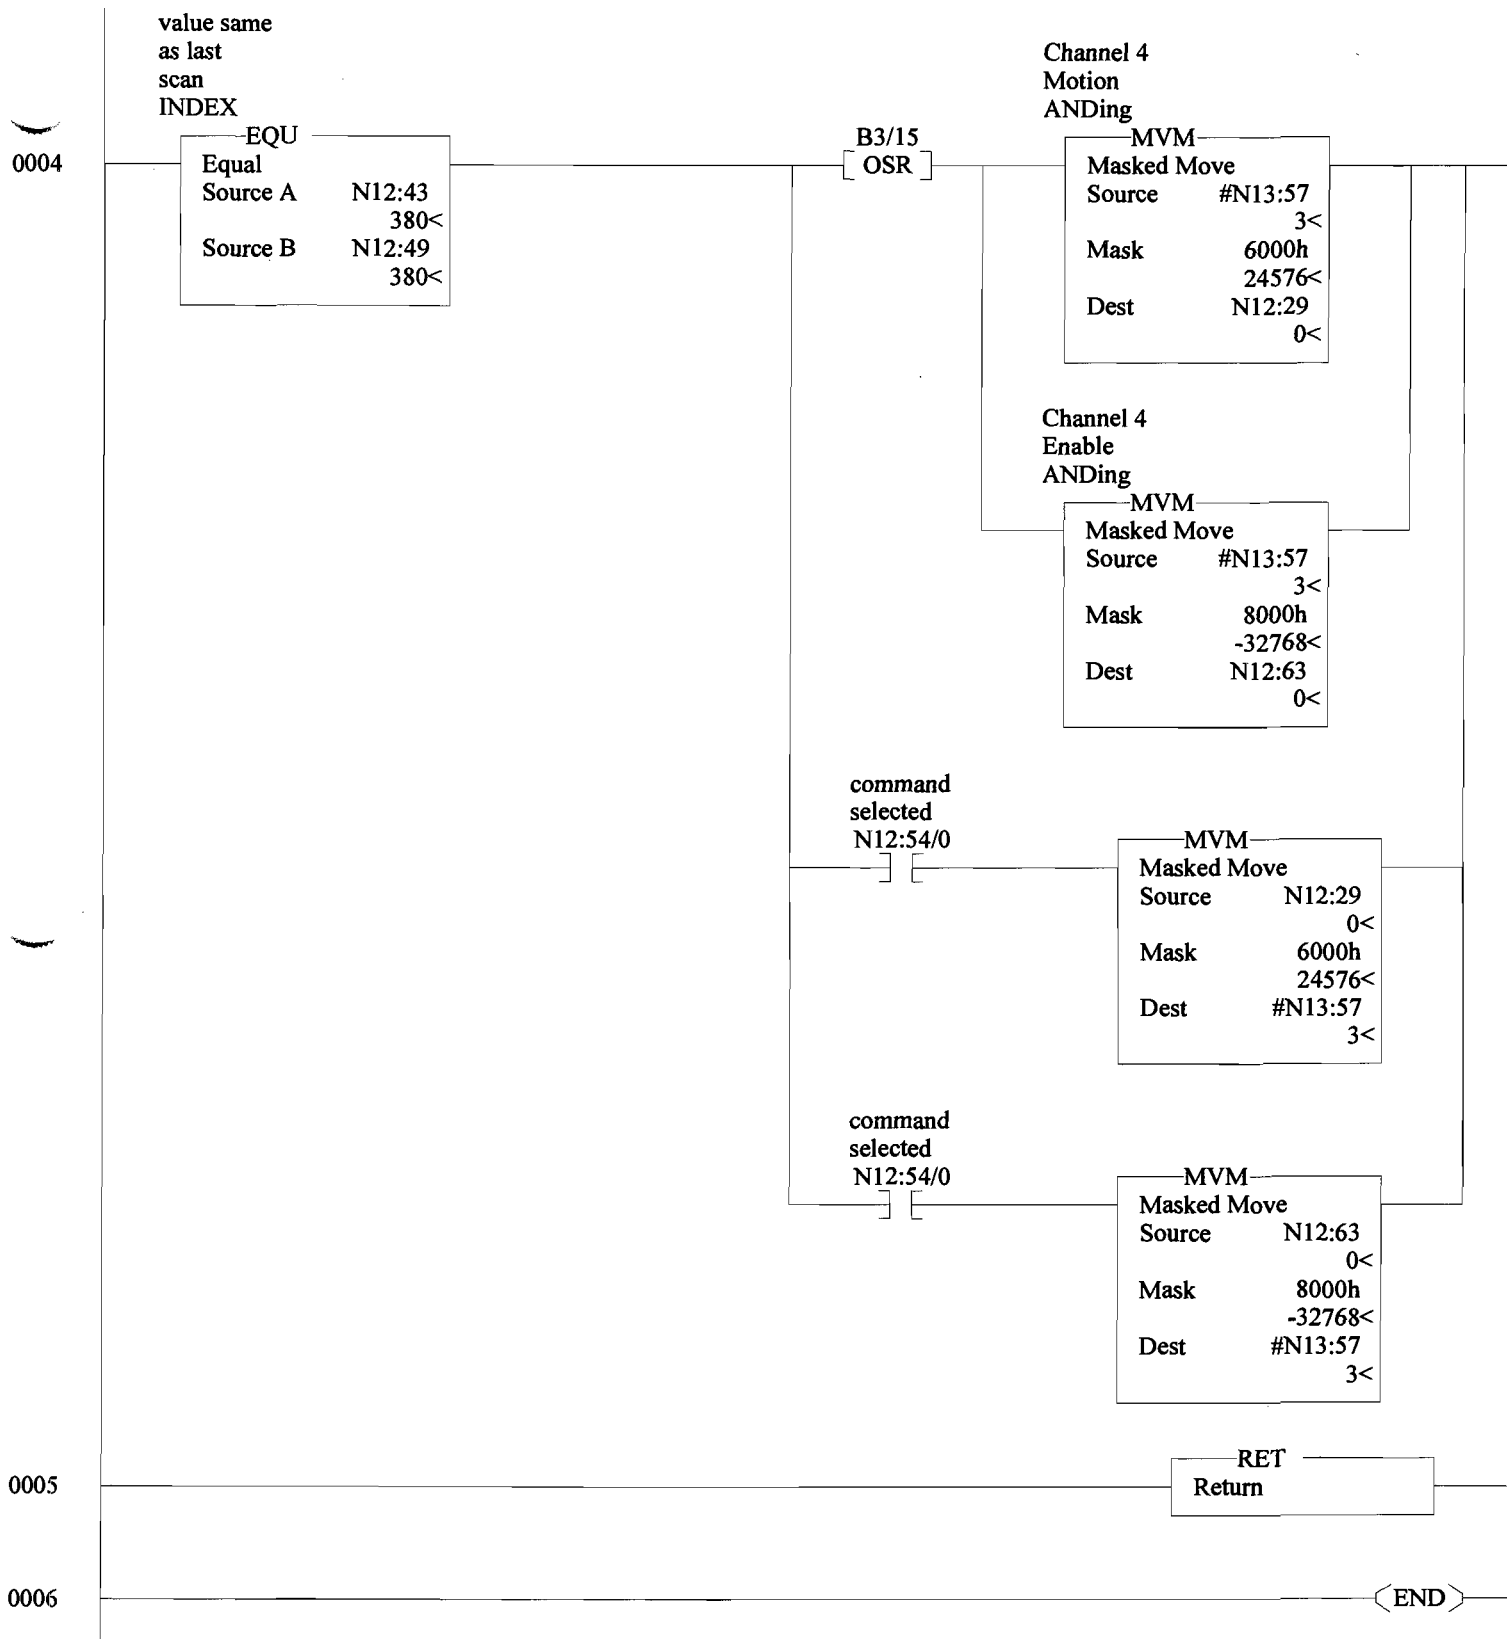 value same
as last
scan
INDEX
EQU
0004
Equal
Source A N12:43
380<
Source B N12:49
380<
B3/15
OSR
Channel 4
Motion
ANDing
MVM
Masked Move
Source #N13:57
3<
Mask 6000h
24576<
Dest N12:29
0<
Channel 4
Enable
ANDing
MVM
Masked Move
Source #N13:57
3<
Mask 8000h
-32768<
Dest N12:63
0<
command
selected
N12:54/0
MVM
Masked Move
Source N12:29
0<
Mask 6000h
24576<
Dest #N13:57
3<
command
selected
N12:54/0
MVM
Masked Move
Source N12:63
0<
Mask 8000h
-32768<
Dest #N13:57
3<
0005
RET
Return
0006
END